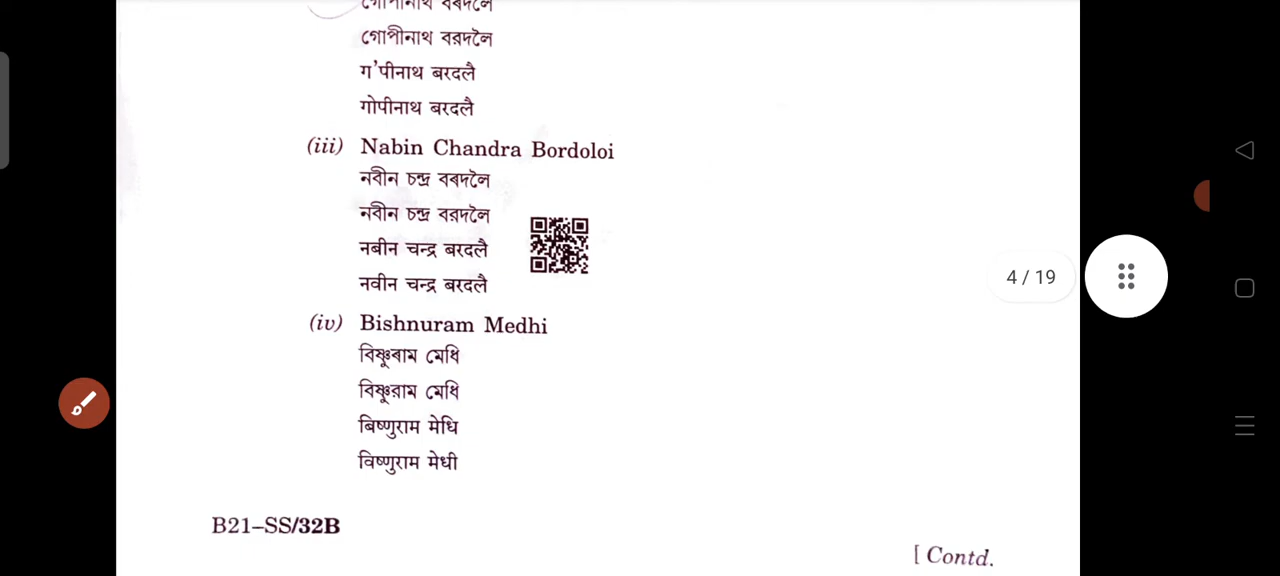 গোপীনাথ বৰদলৈ
গোপীনাথ বরদলৈ
ग'पीनाथ बरदलै
गोपीनाथ बरदलै
(iii) Nabin Chandra Bordoloi
নবীন চন্দ্ৰ বৰদলৈ
নবীন চন্দ্র বরদলৈ
नबीन चन्द्र बरदलै
नवीन चन्द्र बरदलै
4 / 19
(iv) Bishnuram Medhi
বিষ্ণুৰাম মেধি
বিষ্ণুরাম মেধি
बिष्णुराम मेधि
विष्णुराम मेधी
B21–SS/32B
[ Contd.